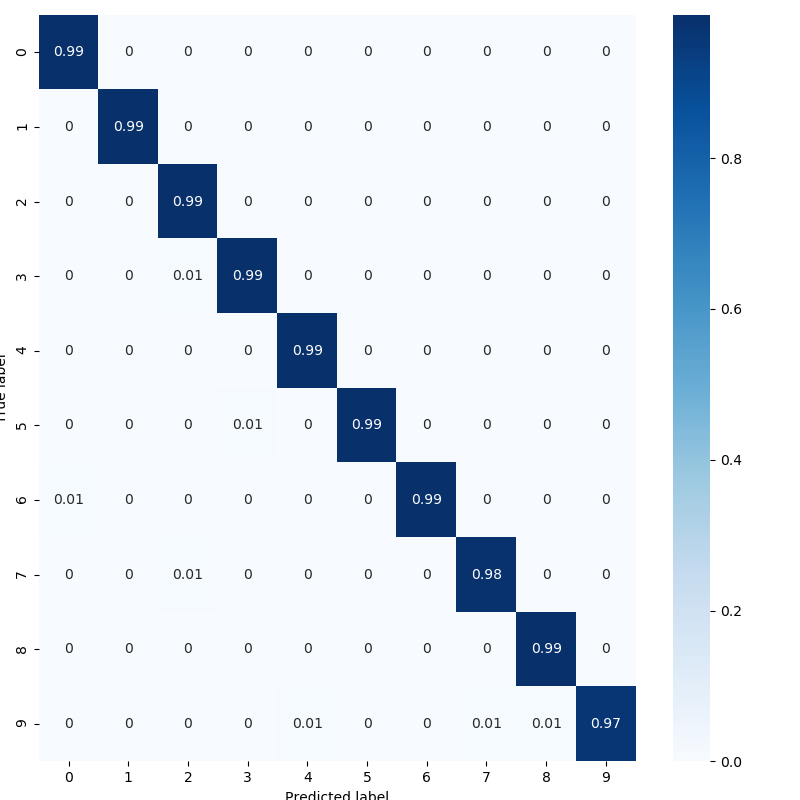 0 0.99 0 0 0 0 0 0 0 0 0
1 0 0.99 0 0 0 0 0 0 0 0
2 0 0 0.99 0 0 0 0 0 0 0
3 0 0 0.01 0.99 0 0 0 0 0 0
4 0 0 0 0 0.99 0 0 0 0 0
5 0 0 0 0.01 0 0.99 0 0 0 0
6 0.01 0 0 0 0 0 0.99 0 0 0
7 0 0 0.01 0 0 0 0 0.98 0 0
8 0 0 0 0 0 0 0 0 0.99 0
9 0 0 0 0 0.01 0 0 0.01 0.01 0.97
0 1 2 3 4 5 6 7 8 9
True label
Predicted label
0.8
0.6
0.4
0.2
0.0